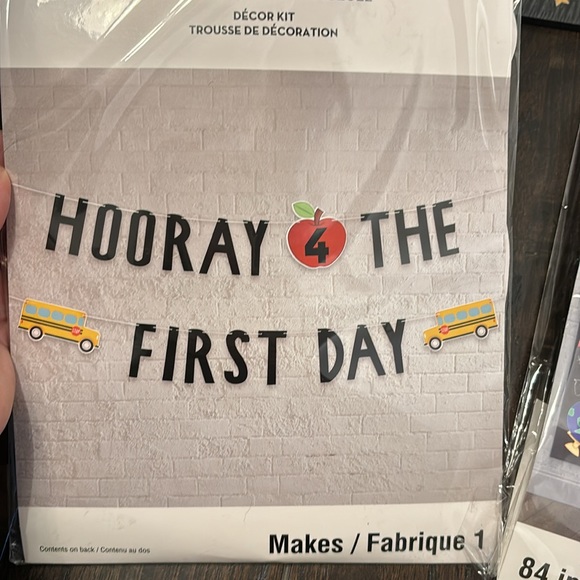 DÉCOR KIT
TROUSSE DE DÉCORATION
HOORAY 4 THE
FIRST DAY
Contents on back / Contenu au dos
Makes / Fabrique 1
84